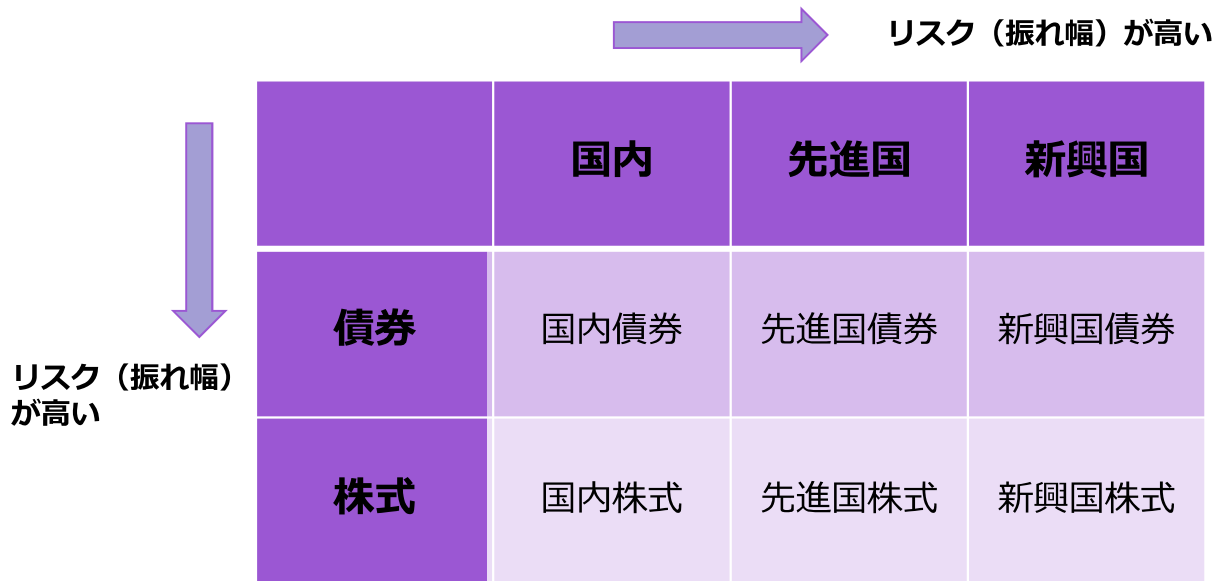 リスク（振れ幅）が高い
国内
先進国
新興国
債券
国内債券
先進国債券
新興国債券
リスク（振れ幅）
が高い
株式
国内株式
先進国株式
新興国株式